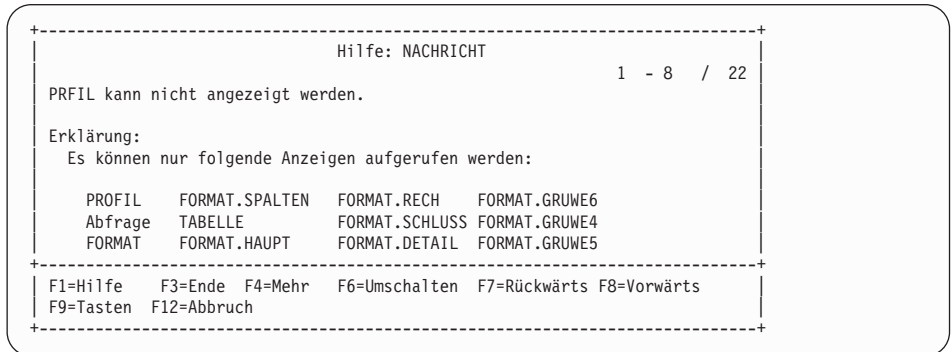 Hilfe: NACHRICHT
1 - 8 / 22
PRFIL kann nicht angezeigt werden.
Erklärung:
Es können nur folgende Anzeigen aufgerufen werden:
PROFIL FORMAT.SPALTEN FORMAT.RECH FORMAT.GRUWE6
Abfrage TABELLE FORMAT.SCHLUSS FORMAT.GRUWE4
FORMAT FORMAT.HAUPT FORMAT.DETAIL FORMAT.GRUWE5
F1=Hilfe F3=Ende F4=Mehr F6=Umschalten F7=Rückwärts F8=Vorwärts
F9=Tasten F12=Abbruch